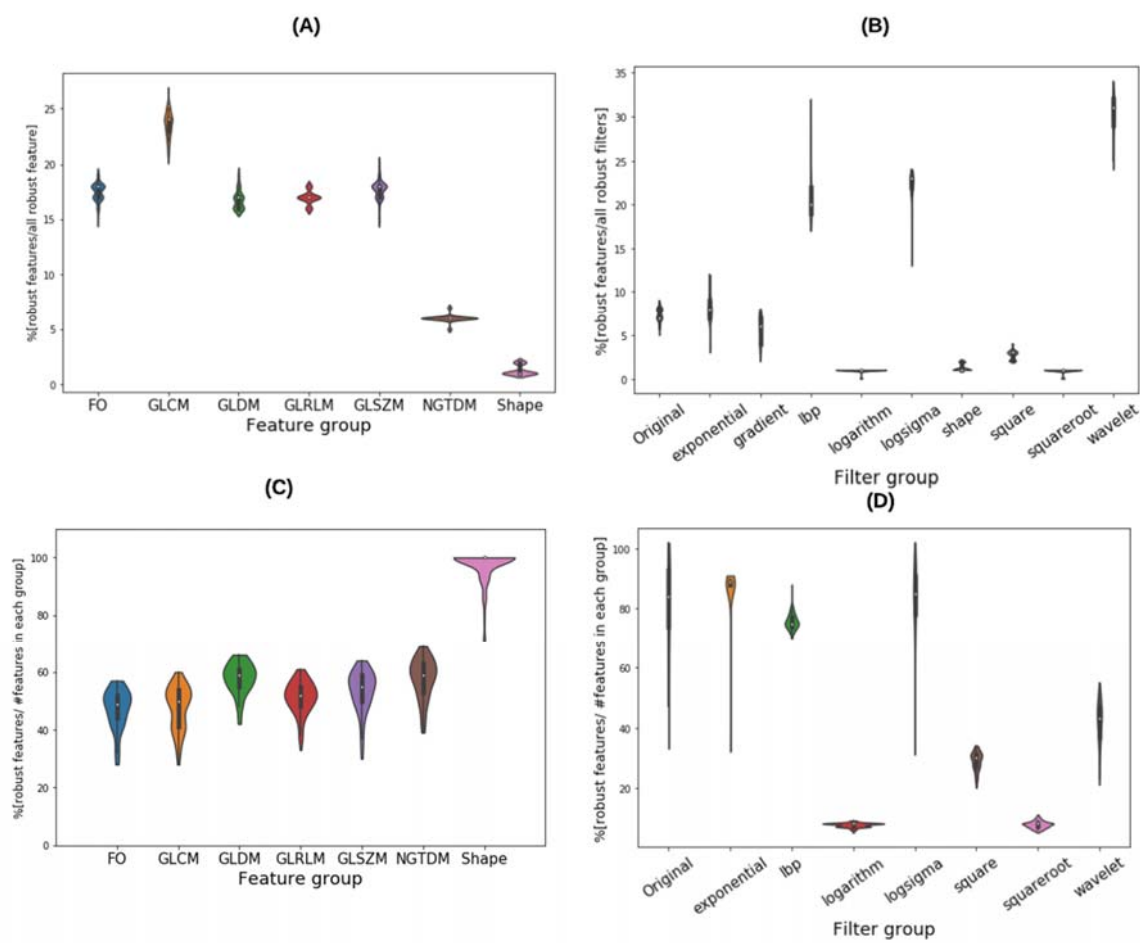 (A)
%[robust features/all robust feature]
25
20
15
10
5
0
FO GLCM GLDM GLRLM GLSZM NGTDM Shape
Feature group
(B)
%[robust features/all robust filters]
35
30
25
20
15
10
5
0
Original exponential gradient lbp logarithm logsigma shape square squareroot wavelet
Filter group
(C)
%[robust features/ #features in each group]
100
80
60
40
20
0
FO GLCM GLDM GLRLM GLSZM NGTDM Shape
Feature group
(D)
%[robust features/ #features in each group]
100
80
60
40
20
Original exponential lbp logarithm logsigma square squareroot wavelet
Filter group